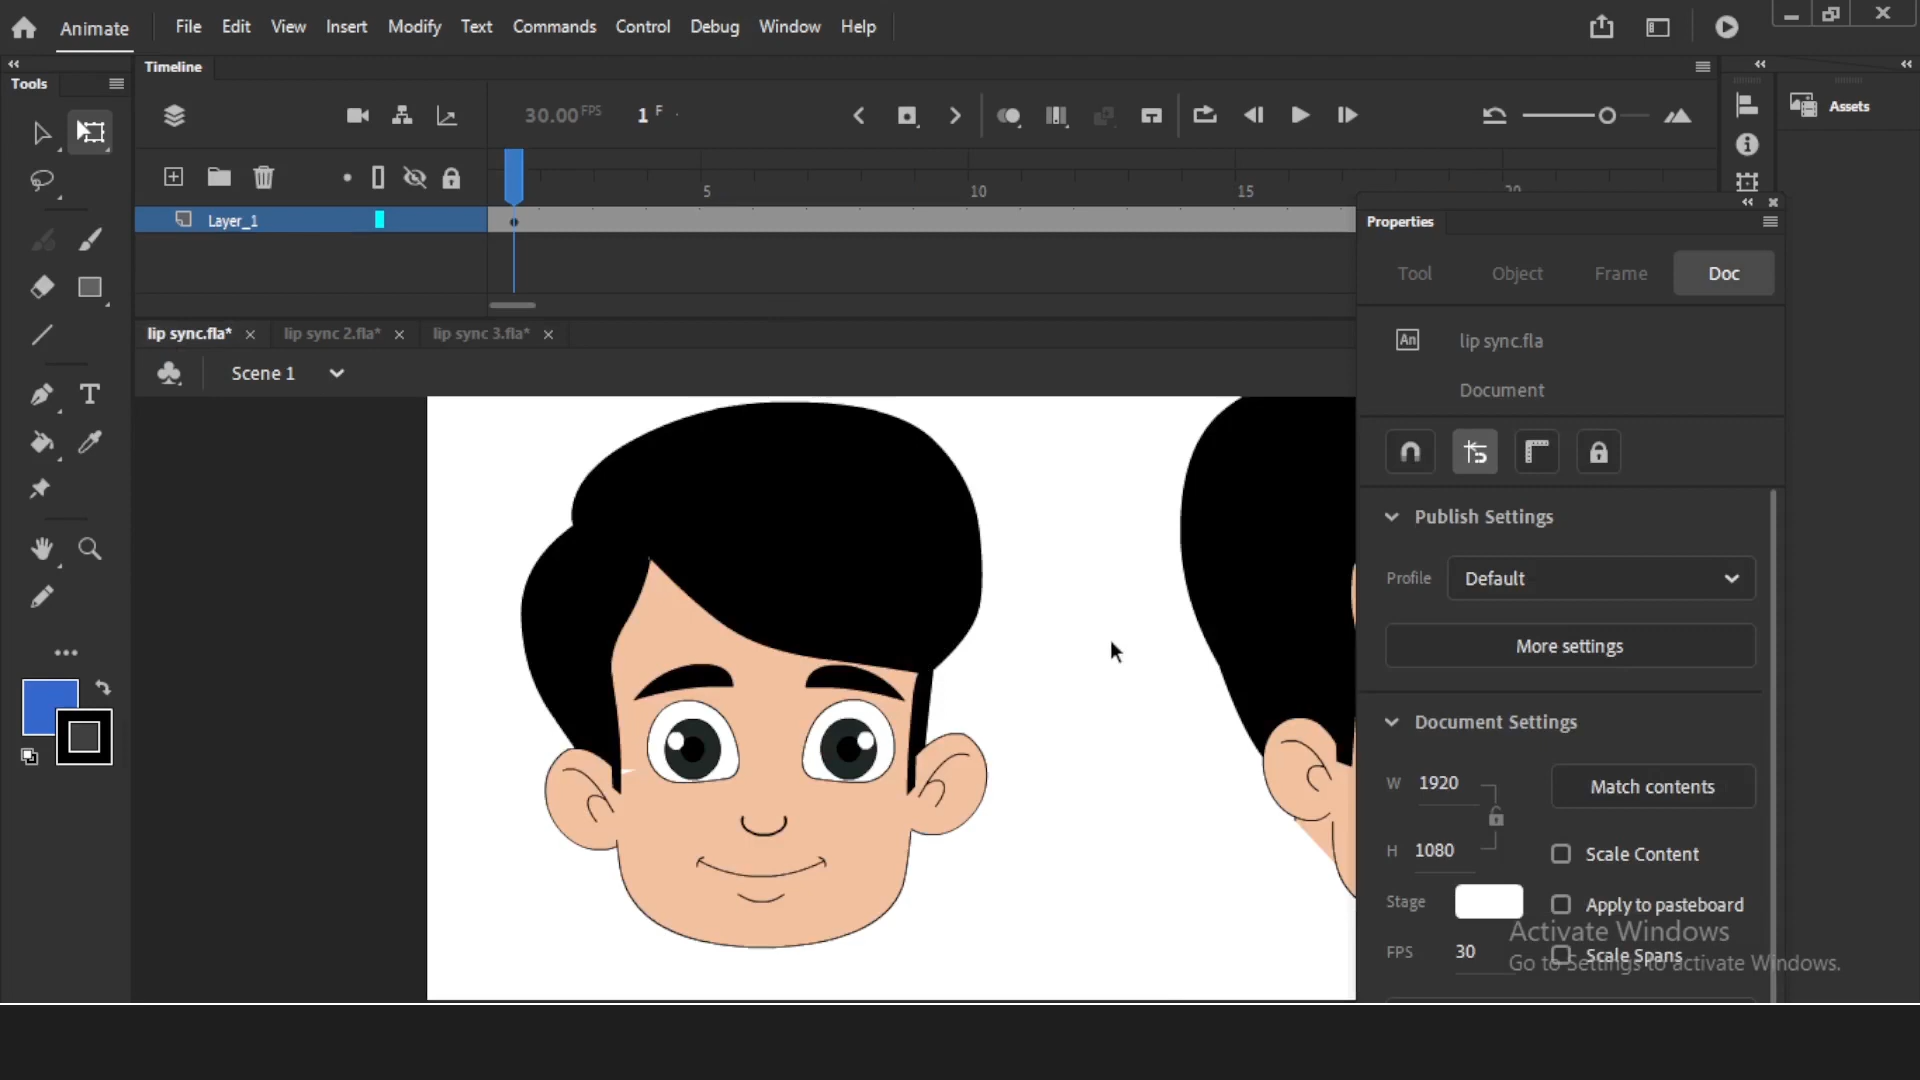 Animate File Edit View Insert Modify Text Commands Control Debug Window Help
Tools Timeline
30.00 FPS 1 F
Assets
5 10 15 20
Layer_1
Properties
Tool Object Frame Doc
lip sync.fla* lip sync 2.fla* lip sync 3.fla*
An lip sync.fla
Scene 1
Document
T
Publish Settings
Profile Default
More settings
Document Settings
W 1920 Match contents
H 1080 Scale Content
Stage Apply to pasteboard
Activate Windows
FPS 30 Scale Spans
Go to Settings to activate Windows.